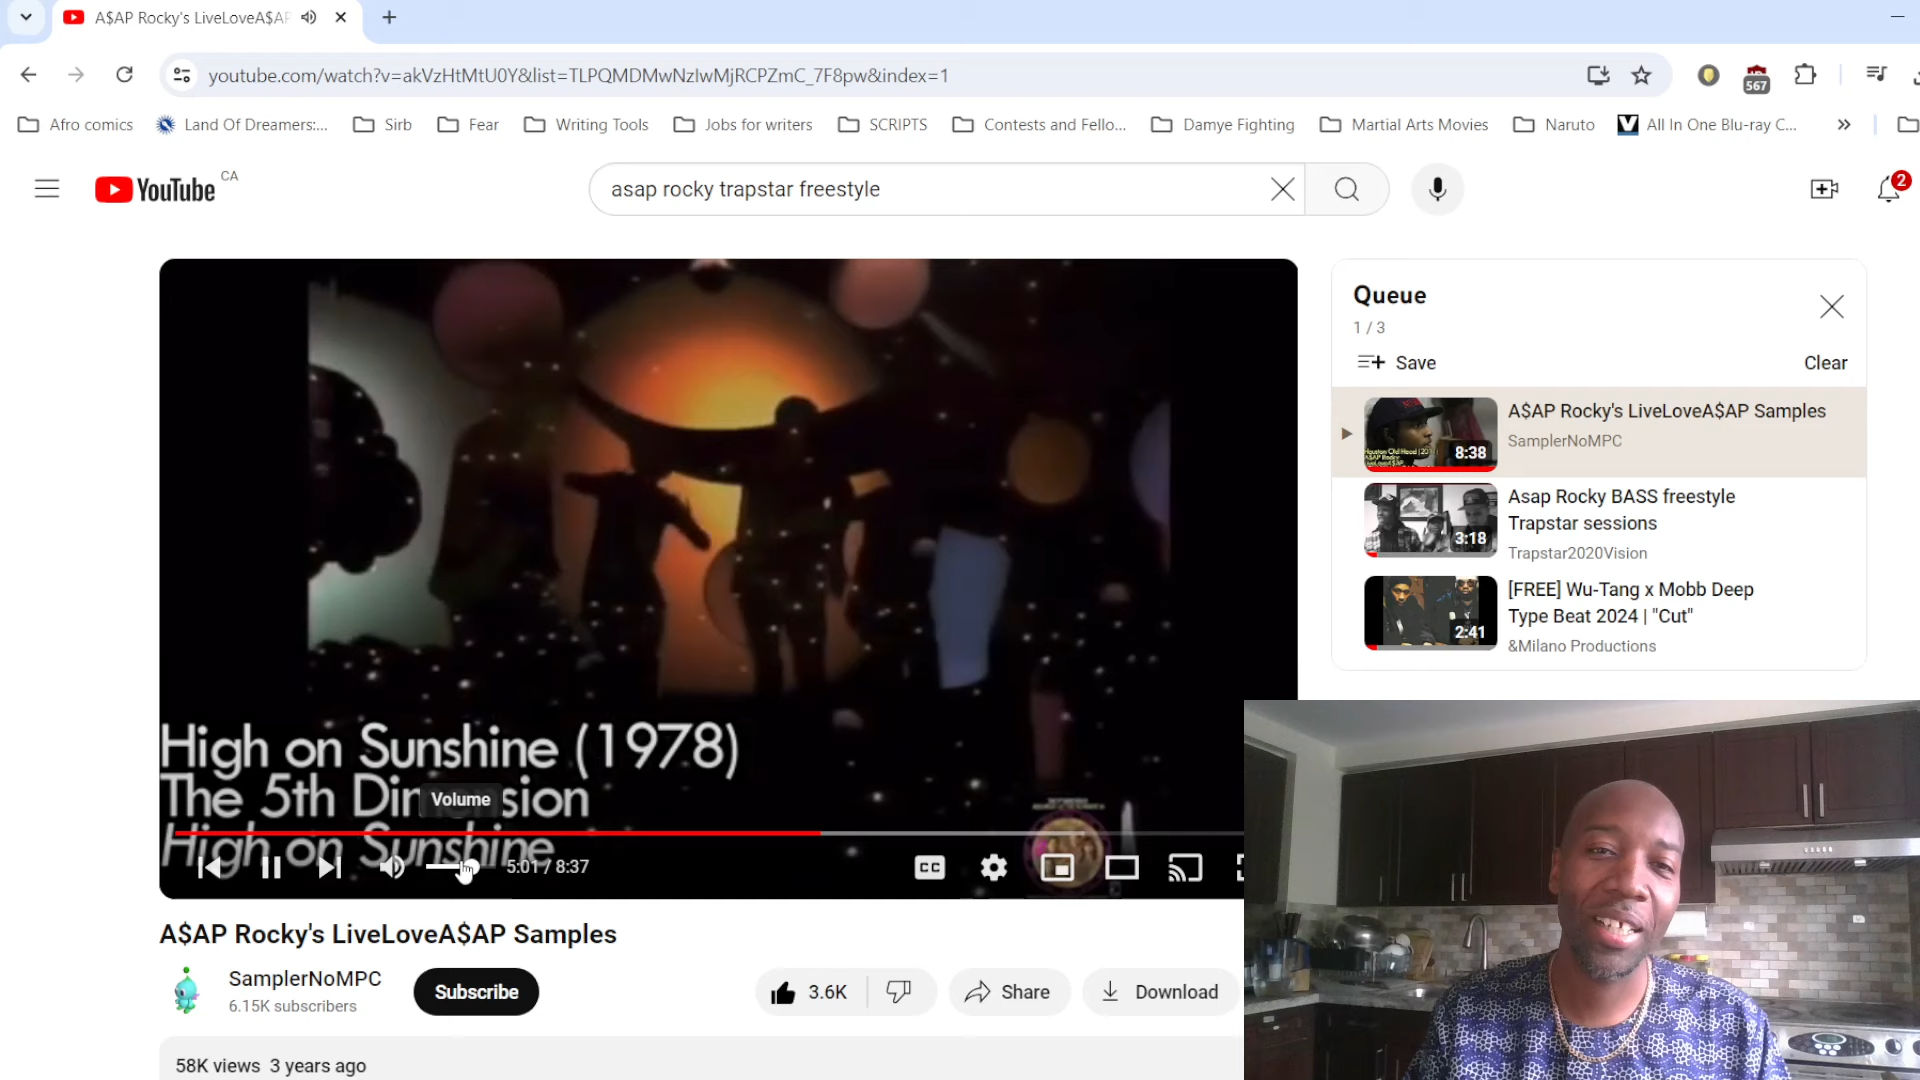 A$AP Rocky's LiveLoveA$AP
youtube.com/watch?v=akVzHtMtU0Y&list=TLPQMDMwNzIwMjRCPZmC_7F8pw&index=1
567
Afro comics
Land Of Dreamers:...
Sirb
Fear
Writing Tools
Jobs for writers
SCRIPTS
Contests and Fello...
Damye Fighting
Martial Arts Movies
Naruto
All In One Blu-ray C...
YouTube CA
asap rocky trapstar freestyle
2
High on Sunshine (1978)
The 5th Dimension
High on Sunshine
Volume
5:01 / 8:37
CC
Queue
1 / 3
Save
Clear
8:38
A$AP Rocky's LiveLoveA$AP Samples
SamplerNoMPC
3:18
Asap Rocky BASS freestyle
Trapstar sessions
Trapstar2020Vision
2:41
[FREE] Wu-Tang x Mobb Deep
Type Beat 2024 | "Cut"
&Milano Productions
A$AP Rocky's LiveLoveA$AP Samples
SamplerNoMPC
6.15K subscribers
Subscribe
3.6K
Share
Download
58K views 3 years ago